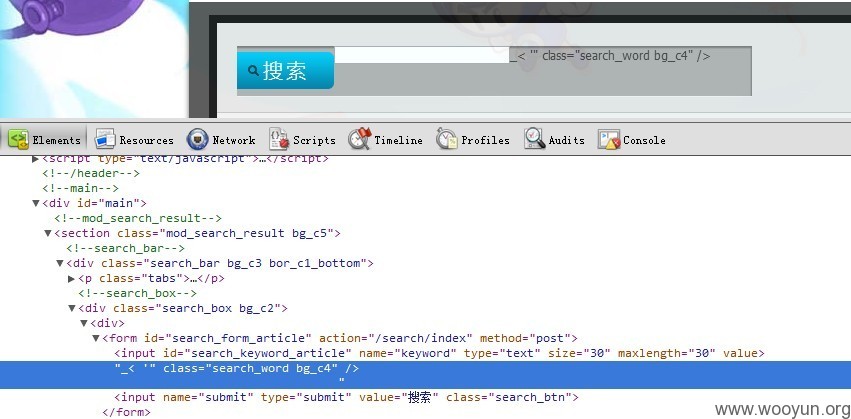 搜索
_< '" class="search_word bg_c4" />
Elements Resources Network Scripts Timeline Profiles Audits Console
<script type="text/javascript">…</script>
<!--/header-->
<!--main-->
<div id="main">
<!--mod_search_result-->
<section class="mod_search_result bg_c5">
<!--search_bar-->
<div class="search_bar bg_c3 bor_c1_bottom">
<p class="tabs">…</p>
<!--search_box-->
<div class="search_box bg_c2">
<div>
<form id="search_form_article" action="/search/index" method="post">
<input id="search_keyword_article" name="keyword" type="text" size="30" maxlength="30" value>
"_< '" class="search_word bg_c4" />
"
<input name="submit" type="submit" value="搜索" class="search_btn">
</form>
www.wooyun.org